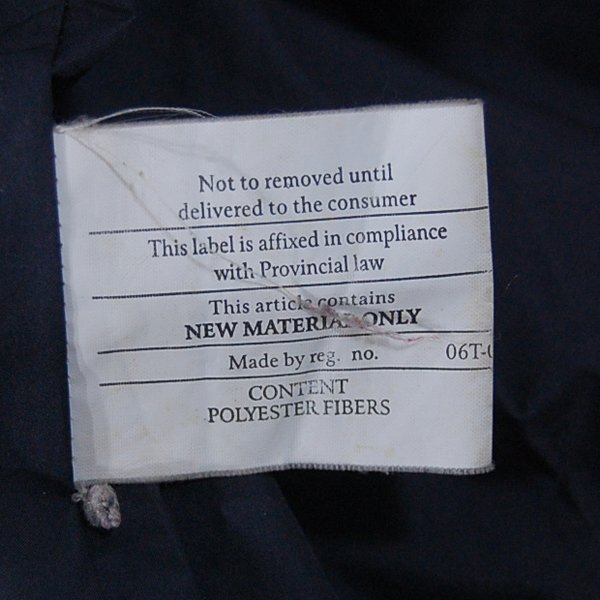 Not to removed until
delivered to the consumer
This label is affixed in compliance
with Provincial law
This article contains
NEW MATERIAL ONLY
Made by reg. no. 06T-
CONTENT
POLYESTER FIBERS